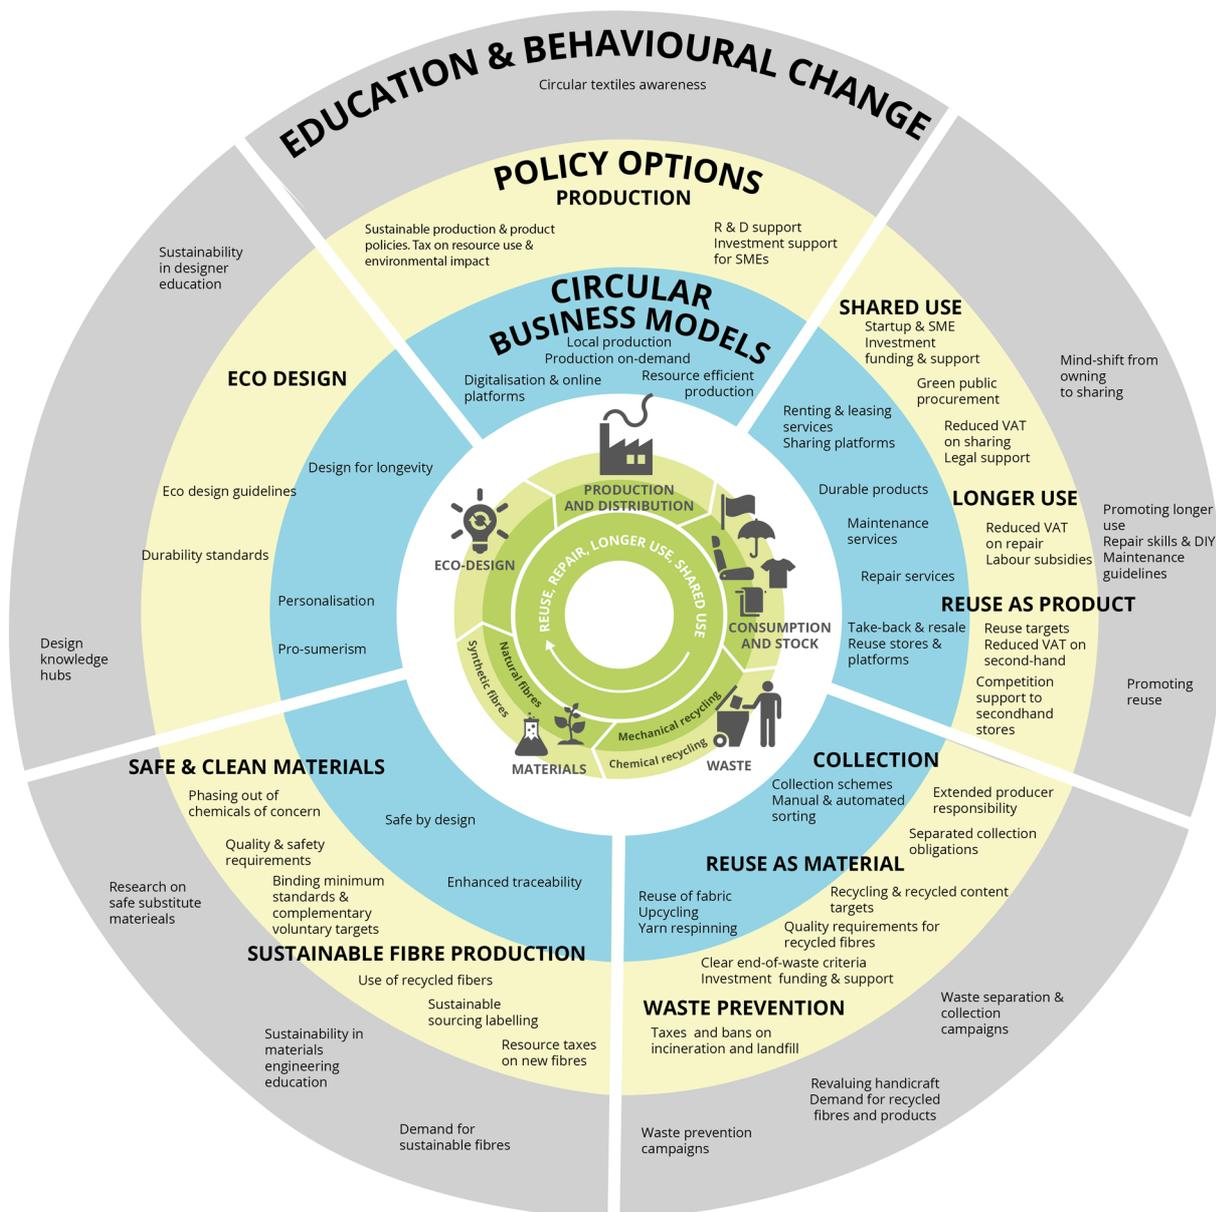 EDUCATION & BEHAVIOURAL CHANGE
Circular textiles awareness
POLICY OPTIONS
PRODUCTION
Sustainable production & product
policies. Tax on resource use &
environmental impact
R & D support
Investment support
for SMEs
CIRCULAR
BUSINESS MODELS
Local production
Production on-demand
Digitalisation & online
platforms
Resource efficient
production
SHARED USE
Startup & SME
Investment
funding & support
Green public
procurement
Reduced VAT
on sharing
Legal support
Mind-shift from
owning
to sharing
Renting & leasing
services
Sharing platforms
Durable products
LONGER USE
Reduced VAT
on repair
Labour subsidies
Promoting longer
use
Repair skills & DIY
Maintenance
guidelines
Maintenance
services
Repair services
REUSE AS PRODUCT
Take-back & resale
Reuse stores &
platforms
Reuse targets
Reduced VAT on
second-hand
Competition
support to
secondhand
stores
Promoting
reuse
COLLECTION
Collection schemes
Manual & automated
sorting
Extended producer
responsibility
Separated collection
obligations
REUSE AS MATERIAL
Reuse of fabric
Upcycling
Yarn respinning
Recycling & recycled content
targets
Quality requirements for
recycled fibres
Clear end-of-waste criteria
Investment funding & support
WASTE PREVENTION
Taxes and bans on
incineration and landfill
Waste separation &
collection
campaigns
Revaluing handicraft
Demand for recycled
fibres and products
Waste prevention
campaigns
SAFE & CLEAN MATERIALS
Phasing out of
chemicals of concern
Quality & safety
requirements
Binding minimum
standards &
complementary
voluntary targets
Safe by design
Enhanced traceability
Research on
safe substitute
materieals
SUSTAINABLE FIBRE PRODUCTION
Use of recycled fibers
Sustainable
sourcing labelling
Resource taxes
on new fibres
Sustainability in
materials
engineering
education
Demand for
sustainable fibres
Sustainability
in designer
education
ECO DESIGN
Design for longevity
Eco design guidelines
Durability standards
Personalisation
Pro-sumerism
Design
knowledge
hubs
PRODUCTION
AND DISTRIBUTION
ECO-DESIGN
CONSUMPTION
AND STOCK
WASTE
MATERIALS
REUSE, REPAIR, LONGER USE, SHARED USE
Natural fibres
Synthetic fibres
Mechanical recycling
Chemical recycling